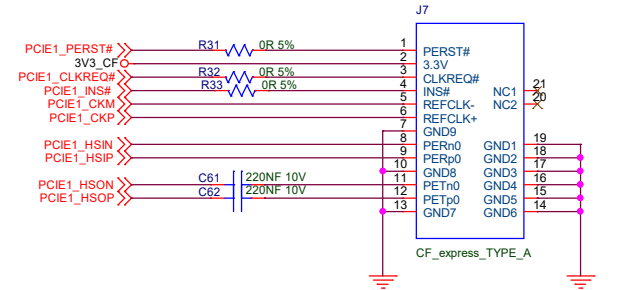 J7
PCIE1_PERST# R31 0R 5% 1 PERST#
3V3_CF 2 3.3V
PCIE1_CLKREQ# R32 0R 5% 3 CLKREQ#
PCIE1_INS# R33 0R 5% 4 INS# NC1 21
PCIE1_CKM 5 REFCLK- NC2 20
PCIE1_CKP 6 REFCLK+
7 GND9
PCIE1_HSIN 8 PERn0 GND1 19
PCIE1_HSIP 9 PERp0 GND2 18
10 GND8 GND3 17
PCIE1_HSON C61 220NF 10V 11 PETn0 GND4 16
PCIE1_HSOP C62 220NF 10V 12 PETp0 GND5 15
13 GND7 GND6 14
CF_express_TYPE_A